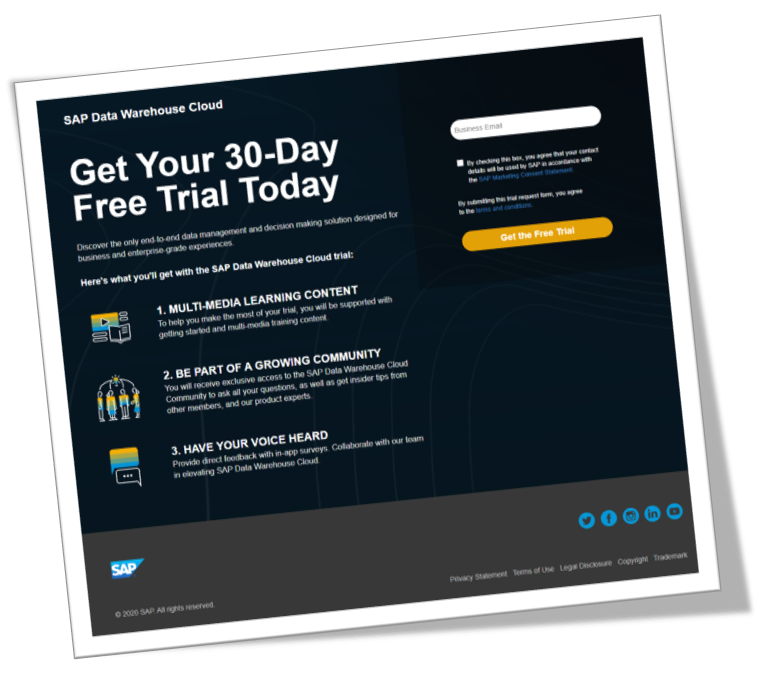 SAP Data Warehouse Cloud
Get Your 30-Day
Free Trial Today
Discover the only end-to-end data management and decision making solution designed for
business and enterprise-grade experiences.
Here's what you'll get with the SAP Data Warehouse Cloud trial:
1. MULTI-MEDIA LEARNING CONTENT
To help you make the most of your trial, you will be supported with
getting started and multi-media training content.
2. BE PART OF A GROWING COMMUNITY
You will receive exclusive access to the SAP Data Warehouse Cloud
Community to ask all your questions, as well as get insider tips from
other members, and our product experts.
3. HAVE YOUR VOICE HEARD
Provide direct feedback with in-app surveys. Collaborate with our team
in elevating SAP Data Warehouse Cloud.
Business Email
By checking this box, you agree that your contact
details will be used by SAP in accordance with
the SAP Marketing Consent Statement.
By submitting this trial request form, you agree
to the terms and conditions.
Get the Free Trial
SAP
© 2020 SAP. All rights reserved.
Privacy Statement Terms of Use Legal Disclosure Copyright Trademark